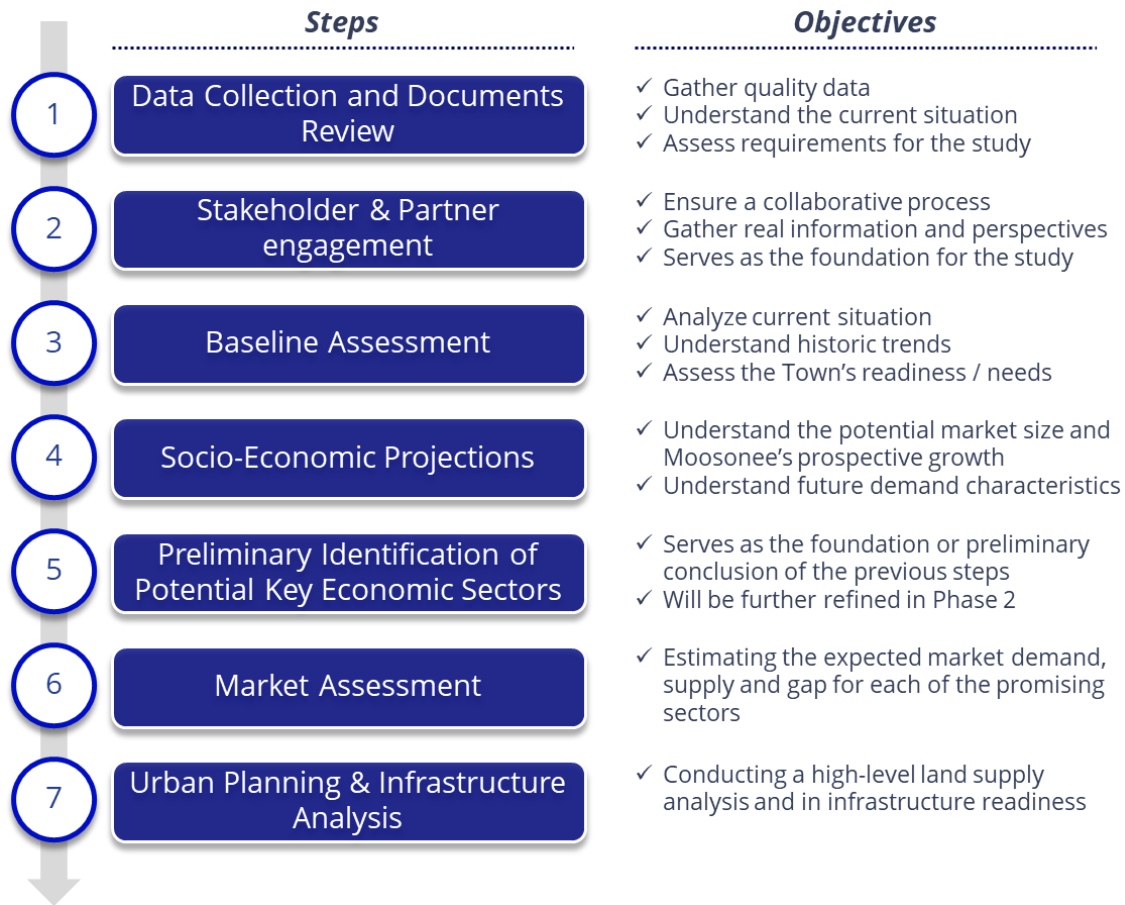 Steps
Objectives
1
Data Collection and Documents
Review
✓ Gather quality data
✓ Understand the current situation
✓ Assess requirements for the study
2
Stakeholder & Partner
engagement
✓ Ensure a collaborative process
✓ Gather real information and perspectives
✓ Serves as the foundation for the study
3
Baseline Assessment
✓ Analyze current situation
✓ Understand historic trends
✓ Assess the Town’s readiness / needs
4
Socio-Economic Projections
✓ Understand the potential market size and
Moosonee’s prospective growth
✓ Understand future demand characteristics
5
Preliminary Identification of
Potential Key Economic Sectors
✓ Serves as the foundation or preliminary
conclusion of the previous steps
✓ Will be further refined in Phase 2
6
Market Assessment
✓ Estimating the expected market demand,
supply and gap for each of the promising
sectors
7
Urban Planning & Infrastructure
Analysis
✓ Conducting a high-level land supply
analysis and in infrastructure readiness